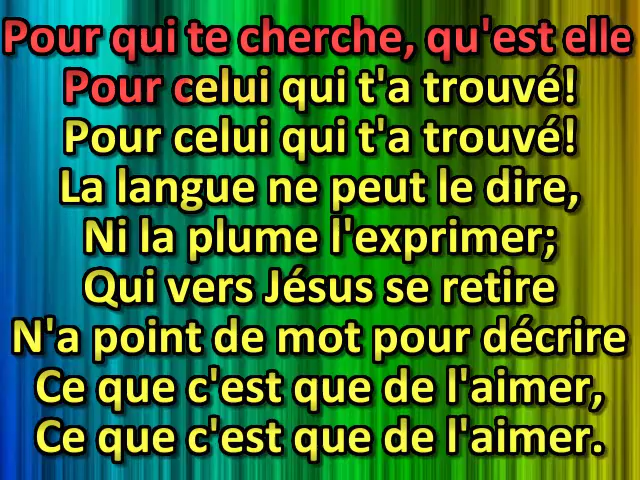 Pour qui te cherche, qu'est elle
Pour celui qui t'a trouvé!
Pour celui qui t'a trouvé!
La langue ne peut le dire,
Ni la plume l'exprimer;
Qui vers Jésus se retire
N'a point de mot pour décrire
Ce que c'est que de l'aimer,
Ce que c'est que de l'aimer.